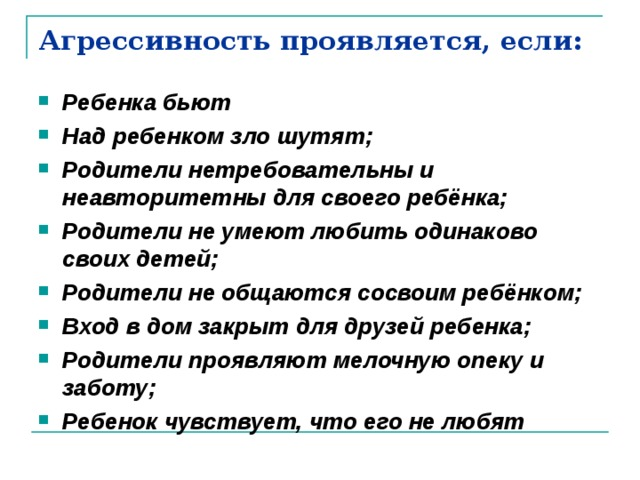 Агрессивность проявляется, если:
Ребенка бьют
Над ребенком зло шутят;
Родители нетребовательны и
неавторитетны для своего ребёнка;
Родители не умеют любить одинаково
своих детей;
Родители не общаются сосвоим ребёнком;
Вход в дом закрыт для друзей ребенка;
Родители проявляют мелочную опеку и
заботу;
Ребенок чувствует, что его не любят